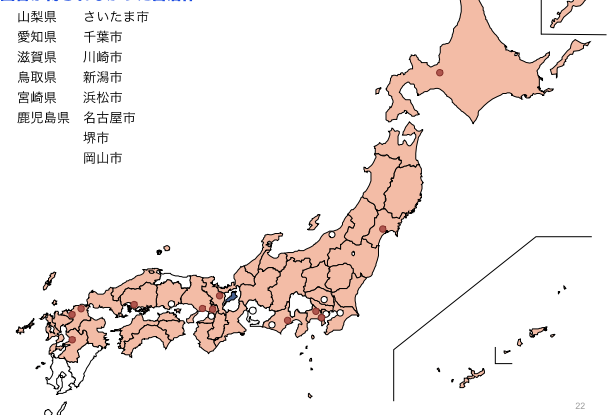 山梨県 さいたま市
愛知県 千葉市
滋賀県 川崎市
鳥取県 新潟市
宮崎県 浜松市
鹿児島県 名古屋市
堺市
岡山市
22